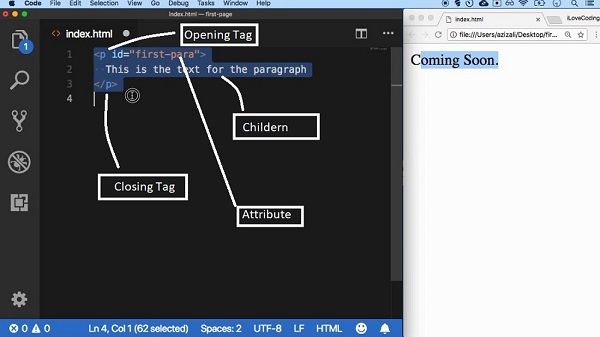 Code File Edit Selection View Go Debug Tasks Window Help
index.html — first-page
index.html
1 <p id="first-para">
2 This is the text for the paragraph
3 </p>
4
Opening Tag
Childern
Closing Tag
Attribute
0 0 Ln 4, Col 1 (62 selected) Spaces: 2 UTF-8 LF HTML
index.html
iLoveCoding
file:///Users/azizali/Desktop/fir...
Coming Soon.